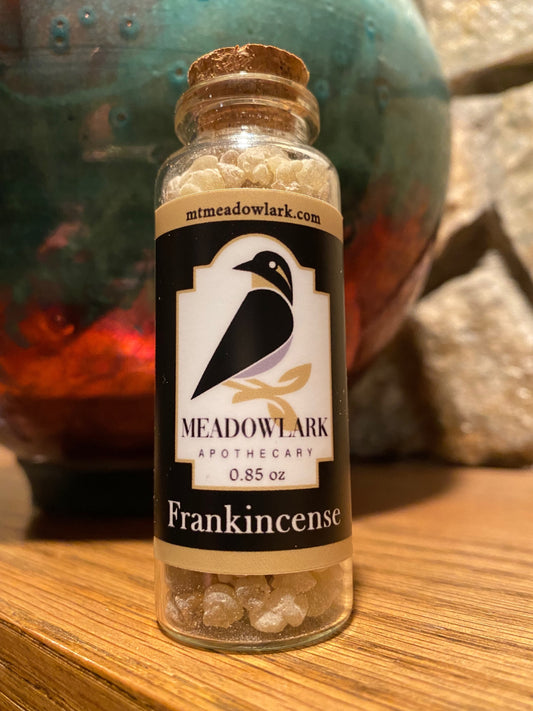 mtmeadowlark.com
MEADOWLARK
APOTHECARY
0.85 oz
Frankincense